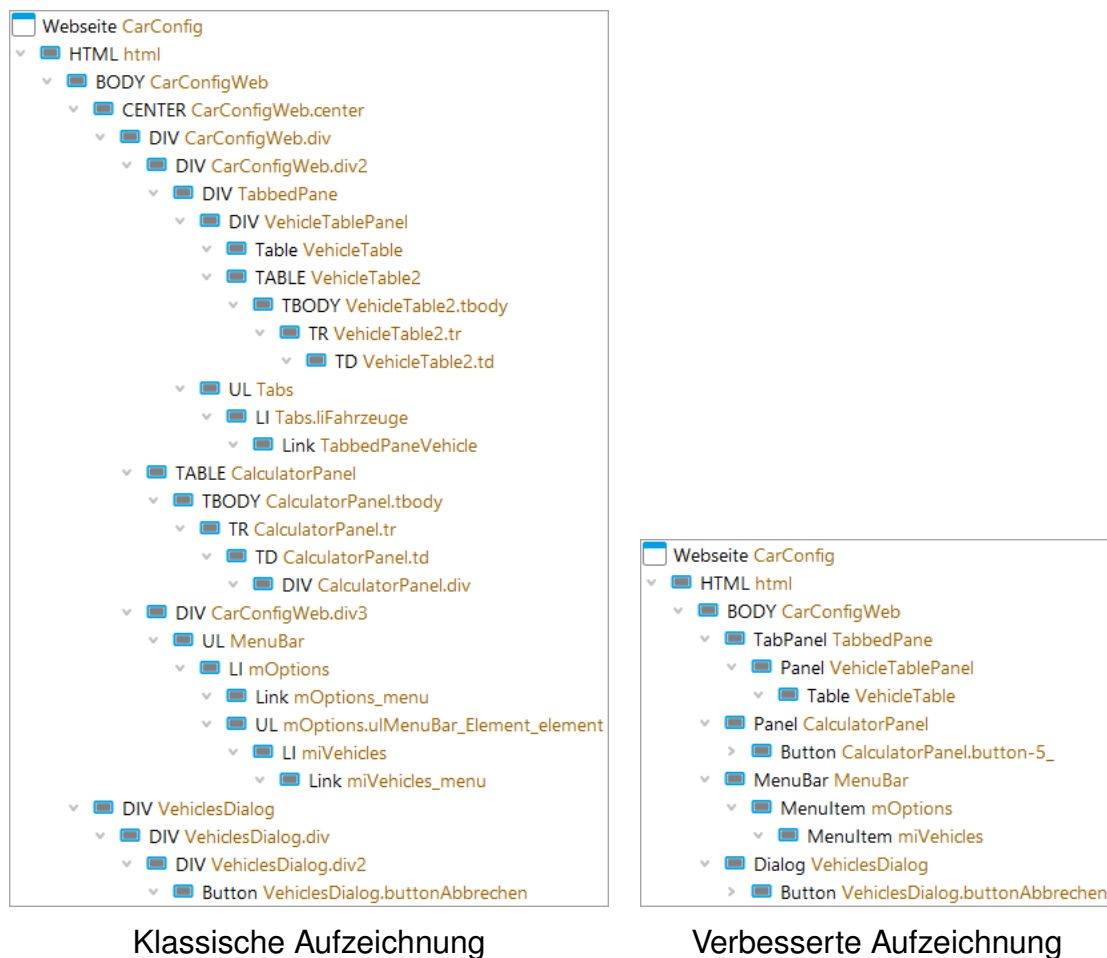 Webseite CarConfig
HTML html
BODY CarConfigWeb
CENTER CarConfigWeb.center
DIV CarConfigWeb.div
DIV CarConfigWeb.div2
DIV TabbedPane
DIV VehicleTablePanel
Table VehicleTable
TABLE VehicleTable2
TBODY VehicleTable2.tbody
TR VehicleTable2.tr
TD VehicleTable2.td
UL Tabs
LI Tabs.liFahrzeuge
Link TabbedPaneVehicle
TABLE CalculatorPanel
TBODY CalculatorPanel.tbody
TR CalculatorPanel.tr
TD CalculatorPanel.td
DIV CalculatorPanel.div
DIV CarConfigWeb.div3
UL MenuBar
LI mOptions
Link mOptions_menu
UL mOptions.ulMenuBar_Element_element
LI miVehicles
Link miVehicles_menu
DIV VehiclesDialog
DIV VehiclesDialog.div
DIV VehiclesDialog.div2
Button VehiclesDialog.buttonAbbrechen
Klassische Aufzeichnung
Webseite CarConfig
HTML html
BODY CarConfigWeb
TabPanel TabbedPane
Panel VehicleTablePanel
Table VehicleTable
Panel CalculatorPanel
Button CalculatorPanel.button-5_
MenuBar MenuBar
MenuItem mOptions
MenuItem miVehicles
Dialog VehiclesDialog
Button VehiclesDialog.buttonAbbrechen
Verbesserte Aufzeichnung